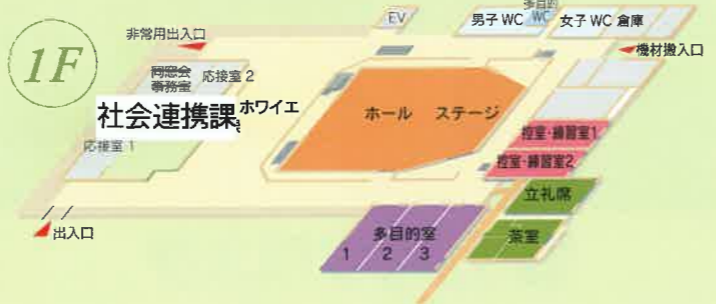 1F
非常用出入口
EV
男子WC
多目的
WC
女子WC
倉庫
機材搬入口
同窓会
事務室
応接室2
社会連携課
ホワイエ
応接室1
ホール
ステージ
控室・練習室1
控室・練習室2
立礼席
茶室
多目的室
1
2
3
出入口